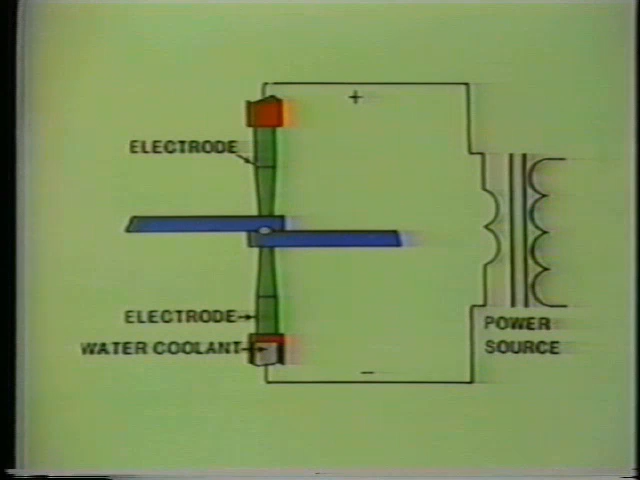 +
ELECTRODE
ELECTRODE
WATER COOLANT
-
POWER
SOURCE